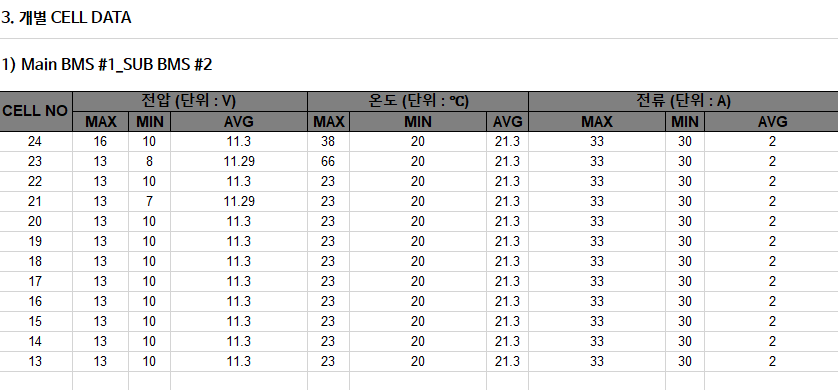 3. 개별 CELL DATA
1) Main BMS #1_SUB BMS #2
CELL NO 전압 (단위 : V) 온도 (단위 : ℃) 전류 (단위 : A)
MAX MIN AVG MAX MIN AVG MAX MIN AVG
24 16 10 11.3 38 20 21.3 33 30 2
23 13 8 11.29 66 20 21.3 33 30 2
22 13 10 11.3 23 20 21.3 33 30 2
21 13 7 11.29 23 20 21.3 33 30 2
20 13 10 11.3 23 20 21.3 33 30 2
19 13 10 11.3 23 20 21.3 33 30 2
18 13 10 11.3 23 20 21.3 33 30 2
17 13 10 11.3 23 20 21.3 33 30 2
16 13 10 11.3 23 20 21.3 33 30 2
15 13 10 11.3 23 20 21.3 33 30 2
14 13 10 11.3 23 20 21.3 33 30 2
13 13 10 11.3 23 20 21.3 33 30 2